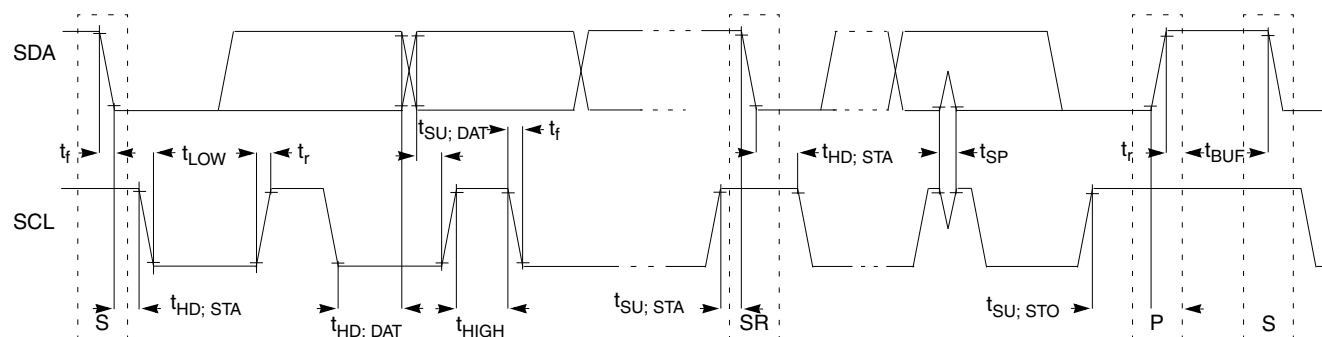 SDA
t_SU; DAT t_f
t_f t_LOW t_r t_HD; STA t_SP t_r t_BUF
SCL
t_HD; STA t_HD; DAT t_HIGH t_SU; STA t_SU; STO
S SR P S